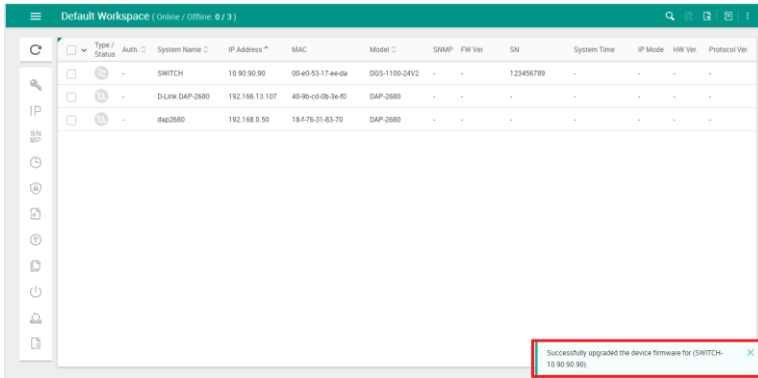 Default Workspace ( Online / Offline: 0 / 3 )
Type / Status Auth. System Name IP Address MAC Model SNMP FW Ver. SN System Time IP Mode HW Ver. Protocol Ver.
- SWITCH 10.90.90.90 00-e0-53-17-ee-da DGS-1100-24V2 - - 123456789 - - - -
- D-Link DAP-2680 192.166.13.107 40-9b-cd-0b-3e-f0 DAP-2680 - - - - - - -
- dap2680 192.168.0.50 18-f-76-31-83-70 DAP-2680 - - - - - - -
IP
SN
MP
Successfully upgraded the device firmware for (SWITCH-
10.90.90.90).